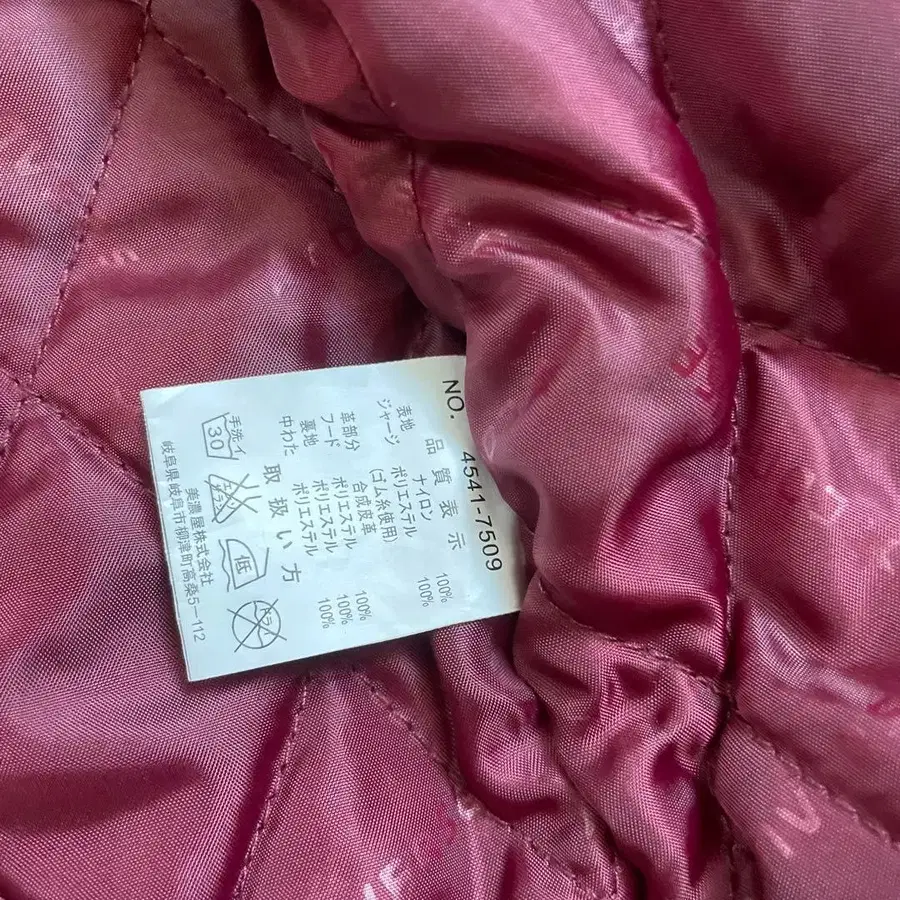 NO. 4541-7509
品質表示
表地 ナイロン 100%
ジャージ ポリエステル 100%
(ゴム糸使用)
革部分 合成皮革
フード ポリエステル 100%
裏地 ポリエステル 100%
中わた ポリエステル 100%
取扱い方
手洗イ
30
低
美濃屋株式会社
岐阜県岐阜市柳津町高桑5-112